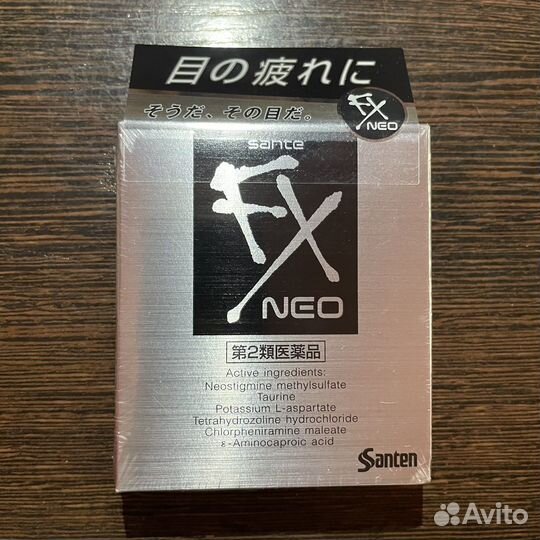 目の疲れに
そうだ、その目だ。
FX
NEO
sante
FX
NEO
第2類医薬品
Active ingredients:
Neostigmine methylsulfate
Taurine
Potassium L-aspartate
Tetrahydrozoline hydrochloride
Chlorpheniramine maleate
ε-Aminocaproic acid
Santen
Avito